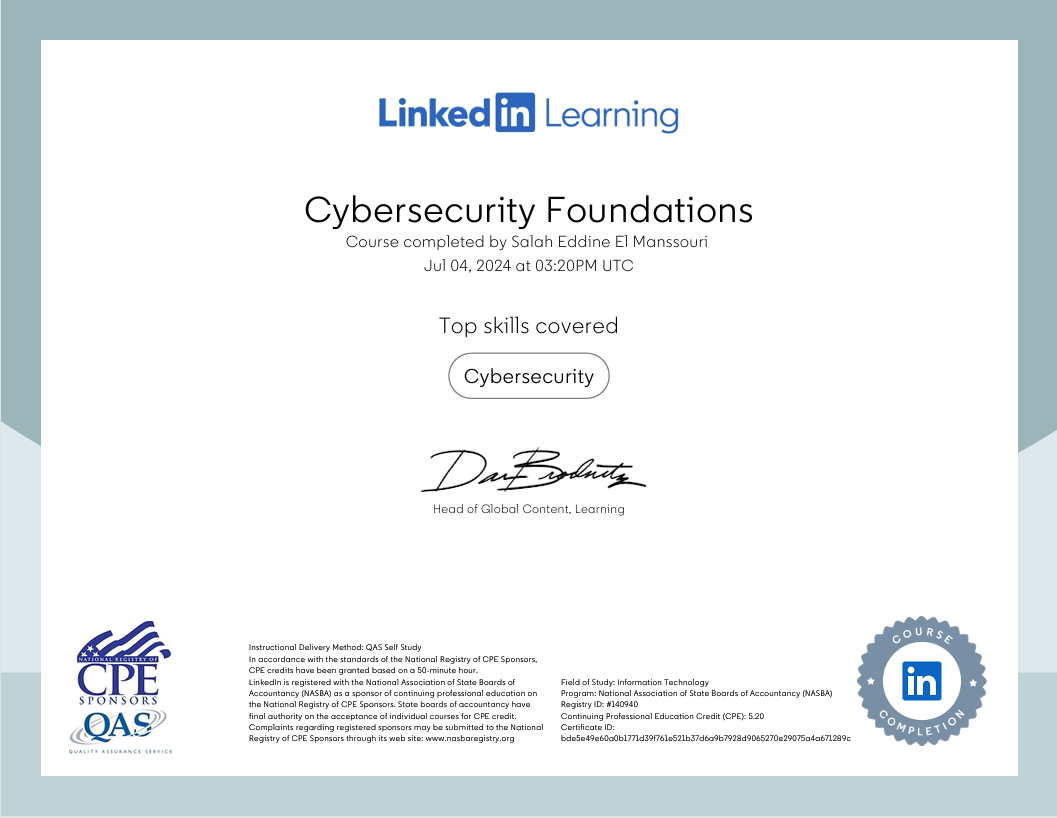 Linked in Learning
Cybersecurity Foundations
Course completed by Salah Eddine El Manssouri
Jul 04, 2024 at 03:20PM UTC
Top skills covered
Cybersecurity
Dan Brodnitz
Head of Global Content, Learning
NATIONAL REGISTRY OF
CPE
SPONSORS
QAS
QUALITY ASSURANCE SERVICE
Instructional Delivery Method: QAS Self Study
In accordance with the standards of the National Registry of CPE Sponsors,
CPE credits have been granted based on a 50-minute hour.
LinkedIn is registered with the National Association of State Boards of
Accountancy (NASBA) as a sponsor of continuing professional education on
the National Registry of CPE Sponsors. State boards of accountancy have
final authority on the acceptance of individual courses for CPE credit.
Complaints regarding registered sponsors may be submitted to the National
Registry of CPE Sponsors through its web site: www.nasbaregistry.org
Field of Study: Information Technology
Program: National Association of State Boards of Accountancy (NASBA)
Registry ID: #140940
Continuing Professional Education Credit (CPE): 5.20
Certificate ID:
bde5e49e60a0b1771d39f761e521b37d6a9b7928d9065270e29075a4a671289c
COURSE
in
COMPLETION